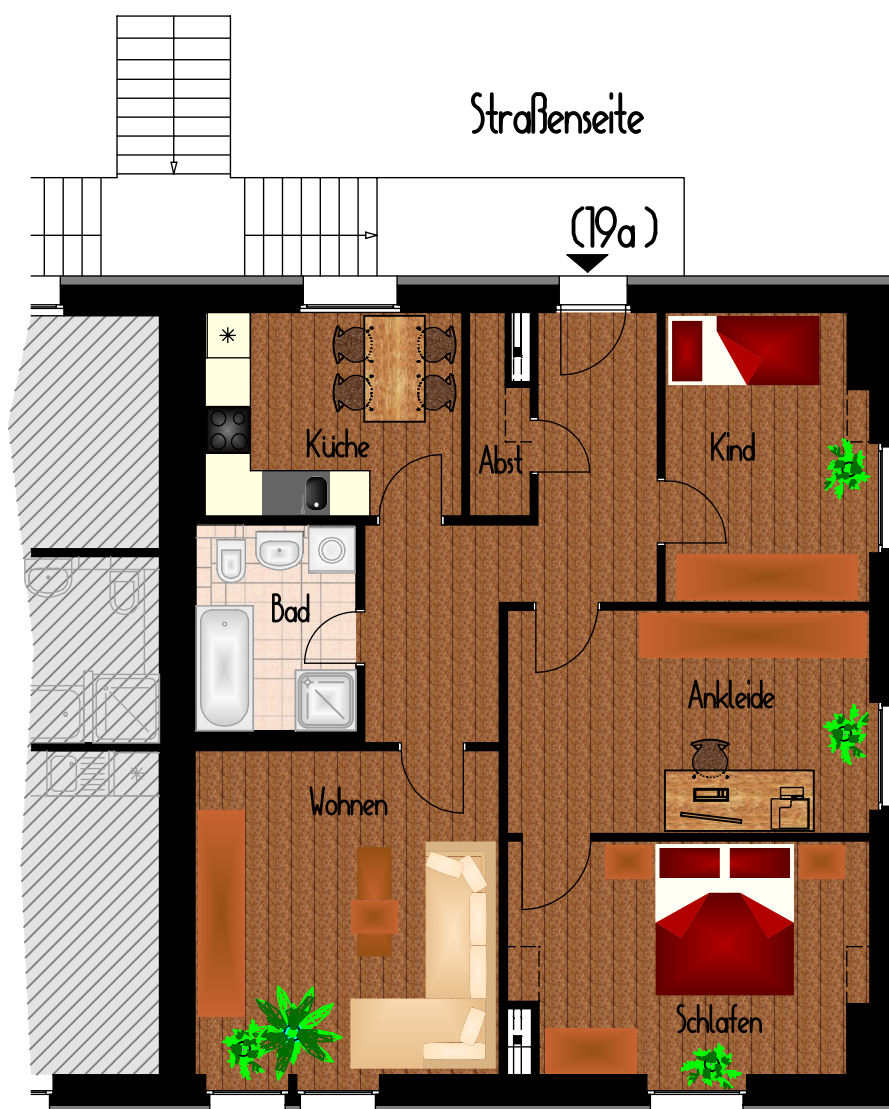 Straßenseite
(19a )
Küche
Abst
Kind
Bad
Ankleide
Wohnen
Schlafen